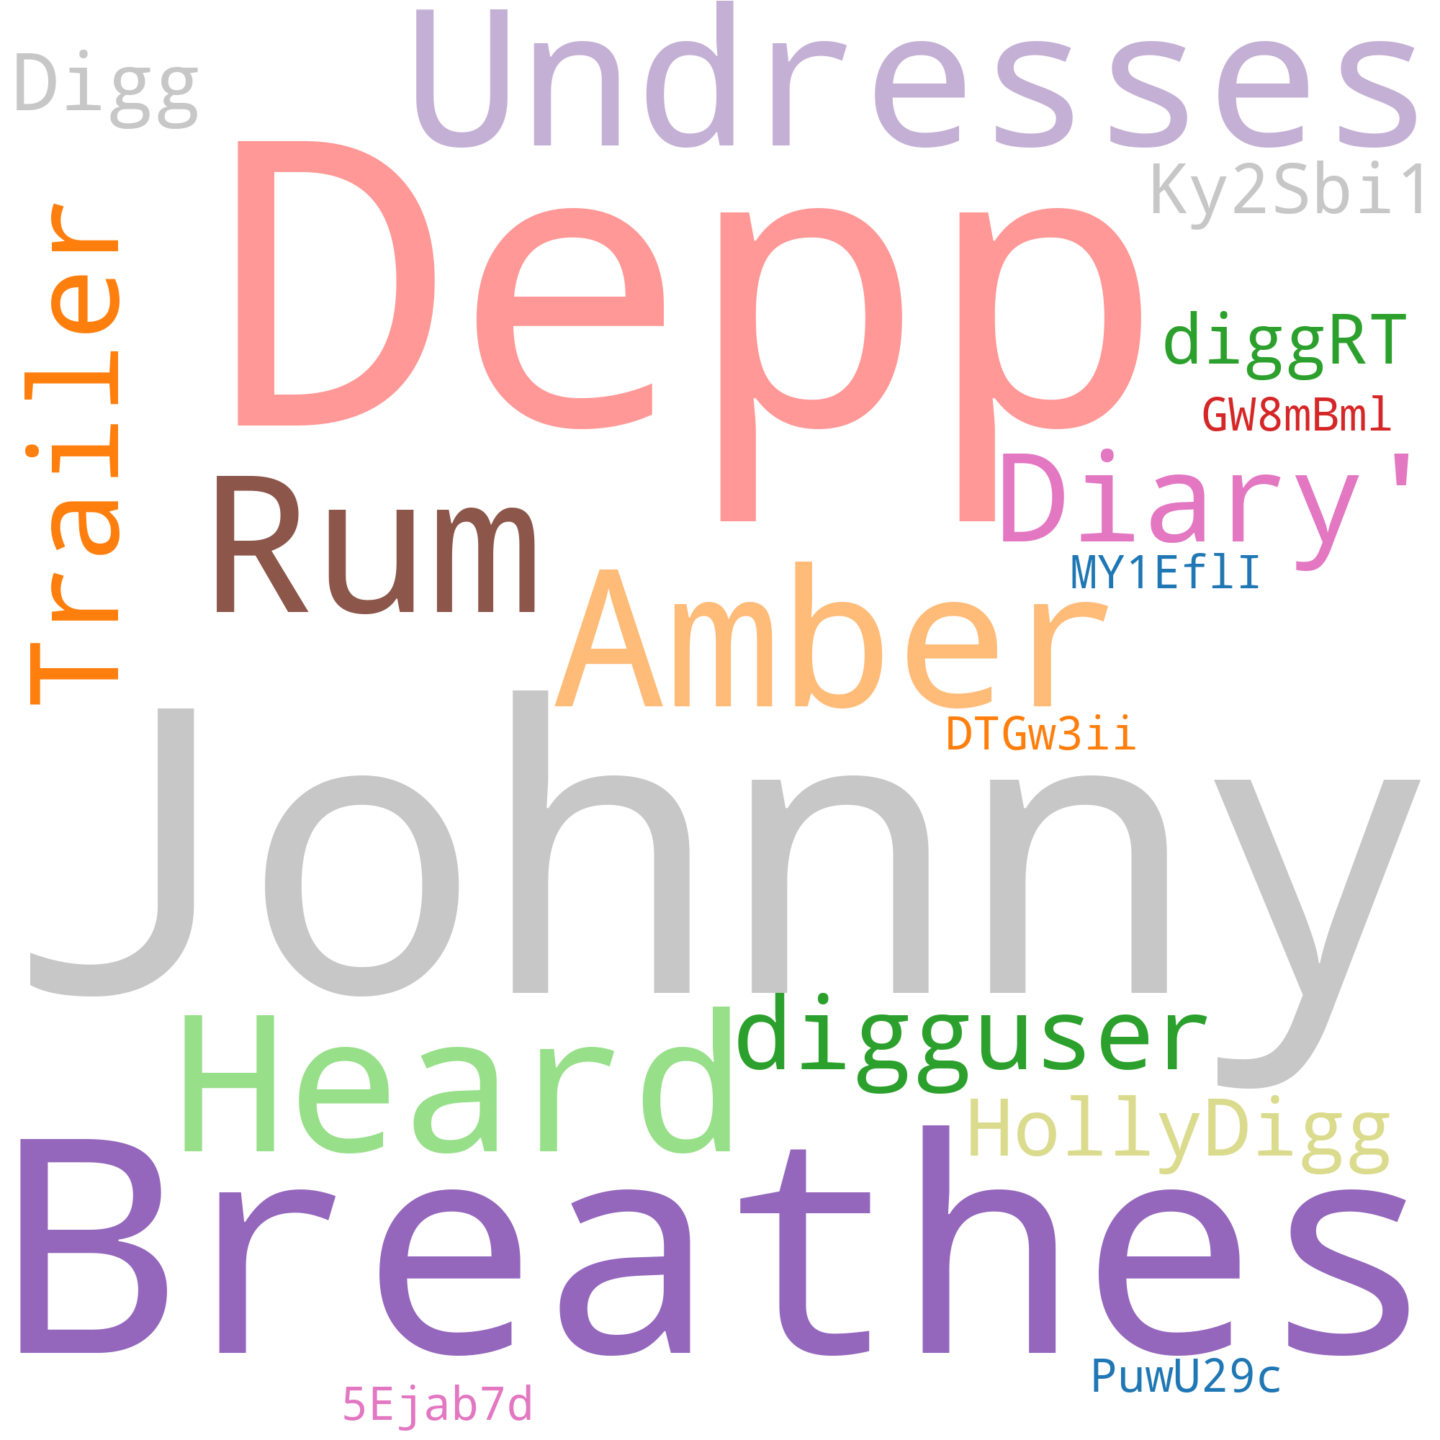 Undresses
Digg
Ky2Sbi1
Depp
Trailer
diggRT
GW8mBml
Diary'
Rum
MY1EflI
Amber
DTGw3ii
Johnny
Heard
digguser
HollyDigg
Breathes
PuwU29c
5Ejab7d